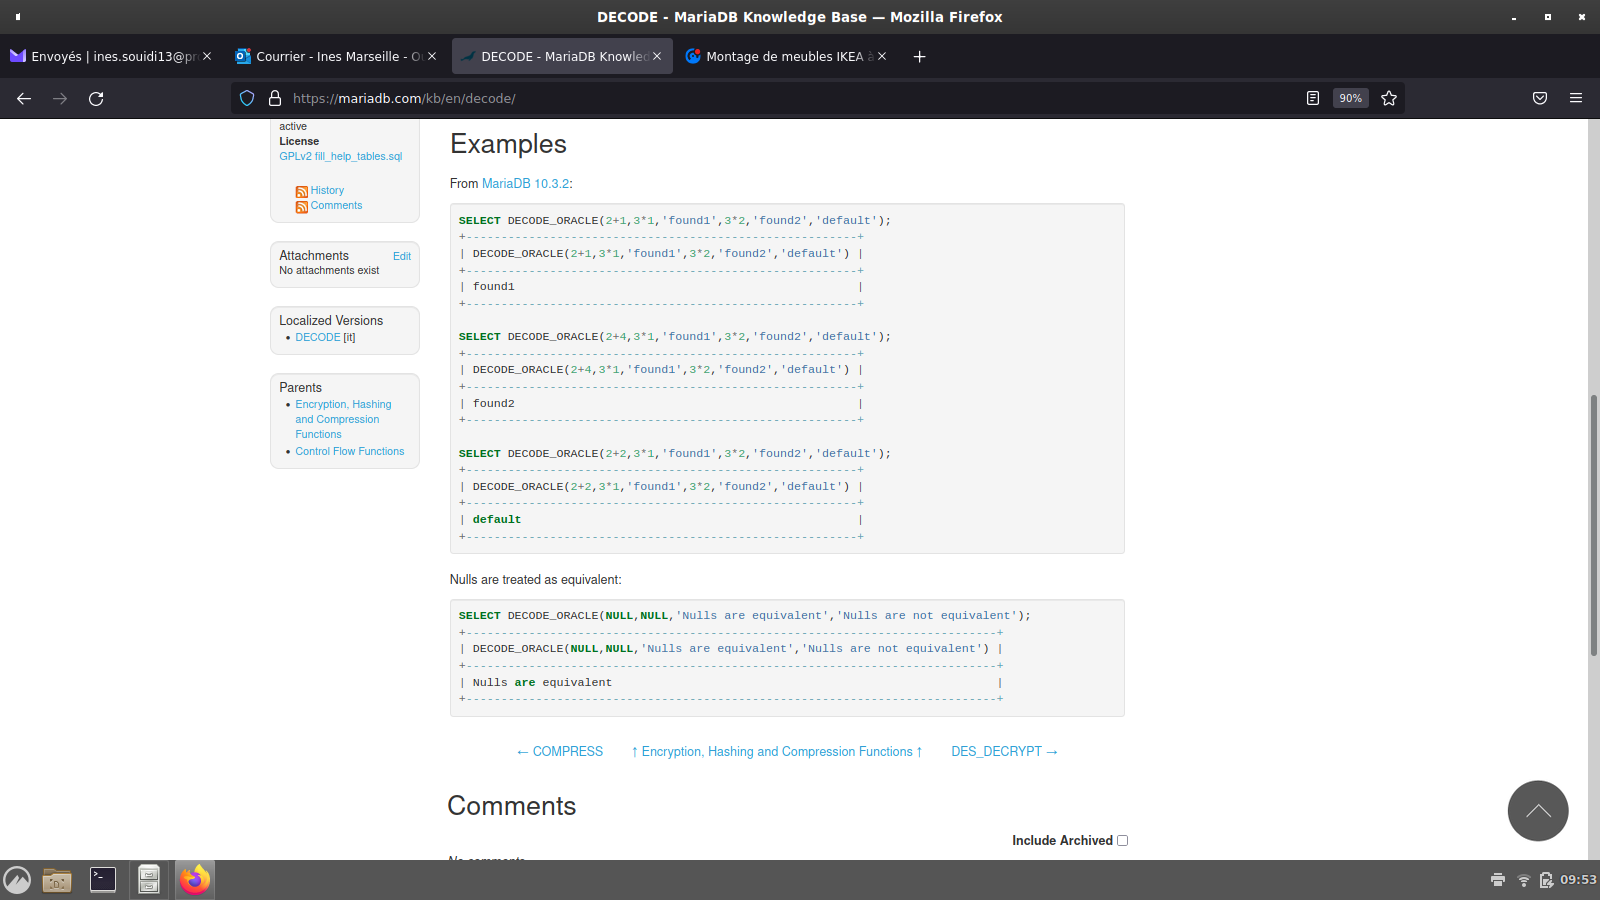 DECODE - MariaDB Knowledge Base — Mozilla Firefox
Envoyés | ines.souidi13@pr
Courrier - Ines Marseille - O
DECODE - MariaDB Knowled
Montage de meubles IKEA à
https://mariadb.com/kb/en/decode/
90%
active
License
GPLv2 fill_help_tables.sql
History
Comments
Attachments Edit
No attachments exist
Localized Versions
• DECODE [it]
Parents
• Encryption, Hashing
and Compression
Functions
• Control Flow Functions
Examples
From MariaDB 10.3.2:
SELECT DECODE_ORACLE(2+1,3*1,'found1',3*2,'found2','default');
+--------------------------------------------------------+
| DECODE_ORACLE(2+1,3*1,'found1',3*2,'found2','default') |
+--------------------------------------------------------+
| found1                                                 |
+--------------------------------------------------------+
SELECT DECODE_ORACLE(2+4,3*1,'found1',3*2,'found2','default');
+--------------------------------------------------------+
| DECODE_ORACLE(2+4,3*1,'found1',3*2,'found2','default') |
+--------------------------------------------------------+
| found2                                                 |
+--------------------------------------------------------+
SELECT DECODE_ORACLE(2+2,3*1,'found1',3*2,'found2','default');
+--------------------------------------------------------+
| DECODE_ORACLE(2+2,3*1,'found1',3*2,'found2','default') |
+--------------------------------------------------------+
| default                                                |
+--------------------------------------------------------+
Nulls are treated as equivalent:
SELECT DECODE_ORACLE(NULL,NULL,'Nulls are equivalent','Nulls are not equivalent');
+----------------------------------------------------------------------------+
| DECODE_ORACLE(NULL,NULL,'Nulls are equivalent','Nulls are not equivalent') |
+----------------------------------------------------------------------------+
| Nulls are equivalent                                                       |
+----------------------------------------------------------------------------+
← COMPRESS ↑ Encryption, Hashing and Compression Functions ↑ DES_DECRYPT →
Comments
Include Archived
No comments
09:53